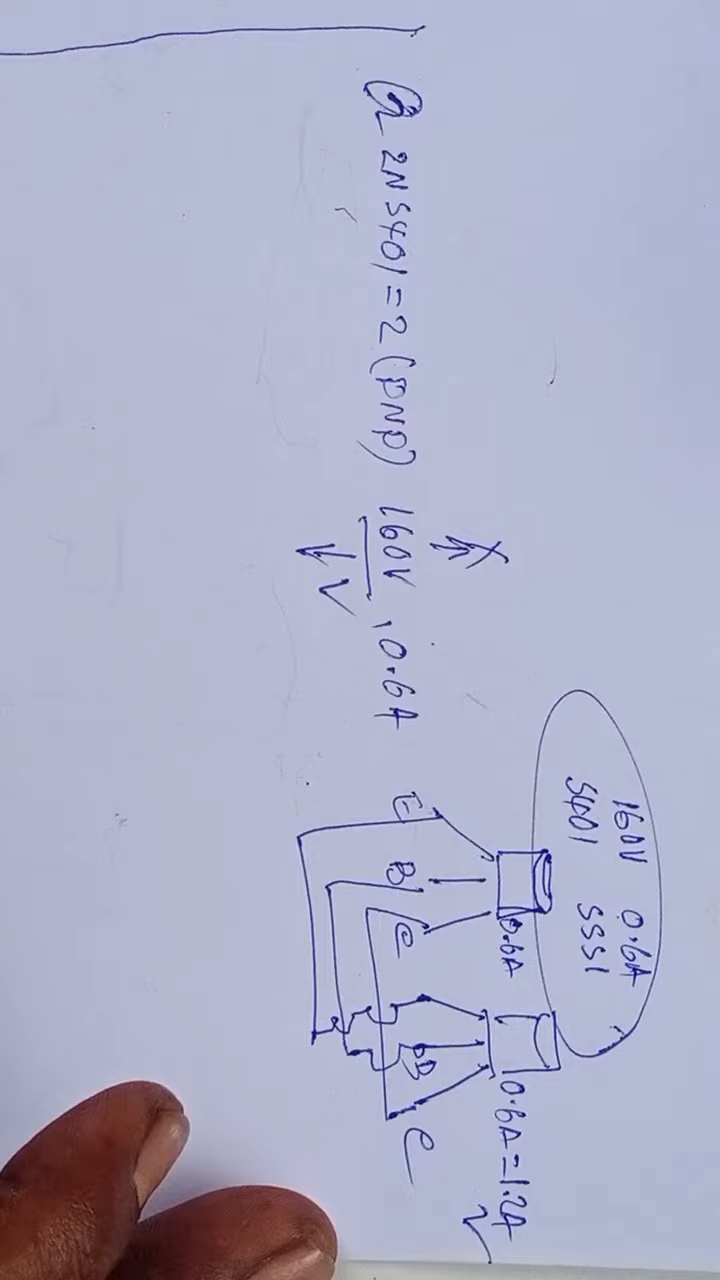 Q 2N5401 = 2 (PNP) 160V, 0.6A
160V 0.6A
5401 5551
0.6A
0.6A = 1.2A
E B C
B C